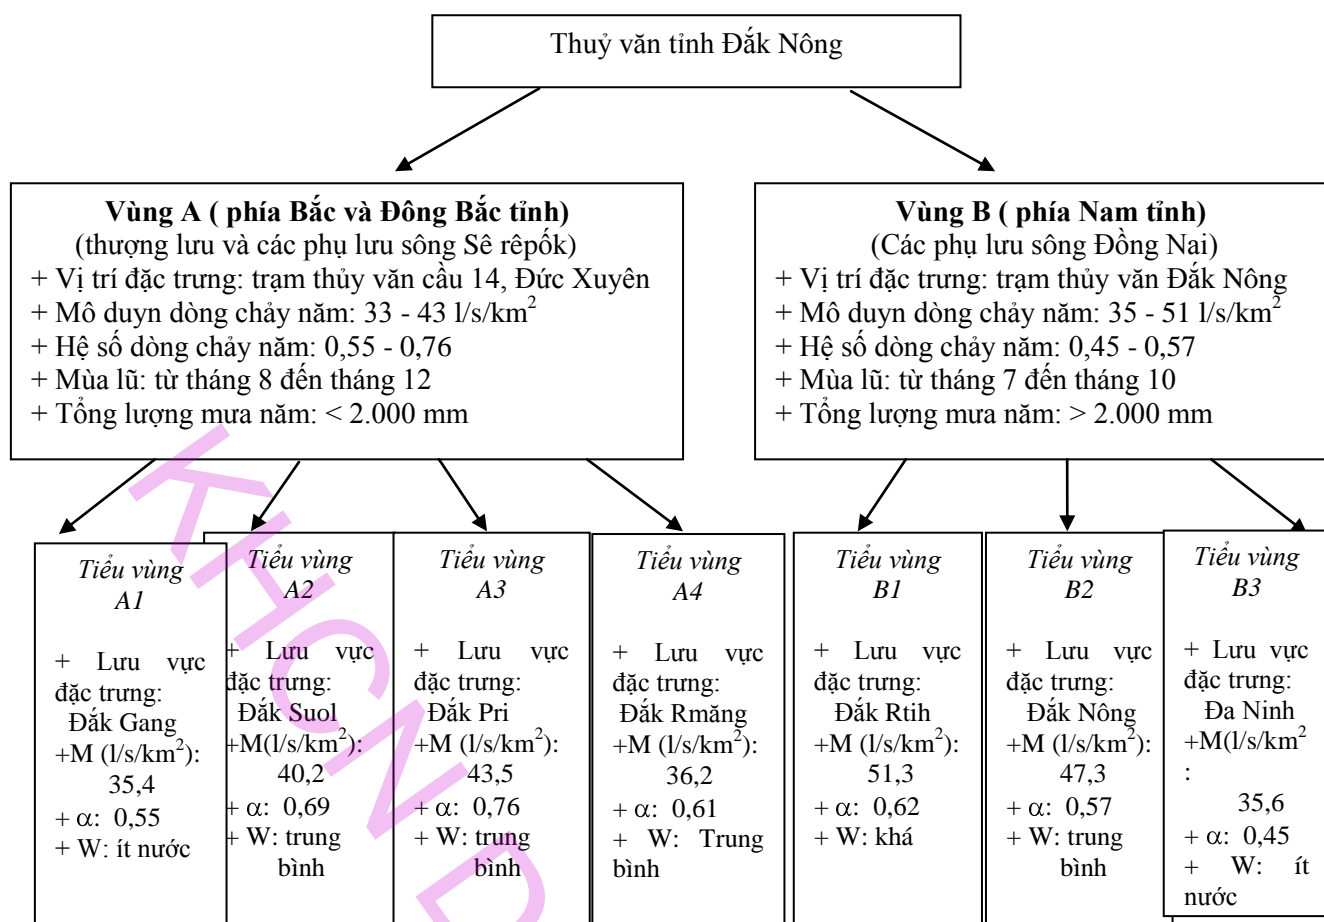 Thuỷ văn tỉnh Đắk Nông
Vùng A ( phía Bắc và Đông Bắc tỉnh)
(thượng lưu và các phụ lưu sông Sê rêpốk)
+ Vị trí đặc trưng: trạm thủy văn cầu 14, Đức Xuyên
+ Mô duyn dòng chảy năm: 33 - 43 l/s/km²
+ Hệ số dòng chảy năm: 0,55 - 0,76
+ Mùa lũ: từ tháng 8 đến tháng 12
+ Tổng lượng mưa năm: < 2.000 mm
Vùng B ( phía Nam tỉnh)
(Các phụ lưu sông Đồng Nai)
+ Vị trí đặc trưng: trạm thủy văn Đắk Nông
+ Mô duyn dòng chảy năm: 35 - 51 l/s/km²
+ Hệ số dòng chảy năm: 0,45 - 0,57
+ Mùa lũ: từ tháng 7 đến tháng 10
+ Tổng lượng mưa năm: > 2.000 mm
Tiểu vùng
A1
+ Lưu vực
đặc trưng:
Đắk Gang
+M (l/s/km²):
35,4
+ α: 0,55
+ W: ít nước
Tiểu vùng
A2
+ Lưu vực
đặc trưng:
Đắk Suol
+M(l/s/km²):
40,2
+ α: 0,69
+ W: trung
bình
Tiểu vùng
A3
+ Lưu vực
đặc trưng:
Đắk Pri
+M (l/s/km²):
43,5
+ α: 0,76
+ W: trung
bình
Tiểu vùng
A4
+ Lưu vực
đặc trưng:
Đắk Rmăng
+M (l/s/km²):
36,2
+ α: 0,61
+ W: Trung
bình
Tiểu vùng
B1
+ Lưu vực
đặc trưng:
Đắk Rtih
+M (l/s/km²):
51,3
+ α: 0,62
+ W: khá
Tiểu vùng
B2
+ Lưu vực
đặc trưng:
Đắk Nông
+M (l/s/km²):
47,3
+ α: 0,57
+ W: trung
bình
Tiểu vùng
B3
+ Lưu vực
đặc trưng:
Đa Ninh
+M(l/s/km²
:
35,6
+ α: 0,45
+ W: ít
nước
KHCN D